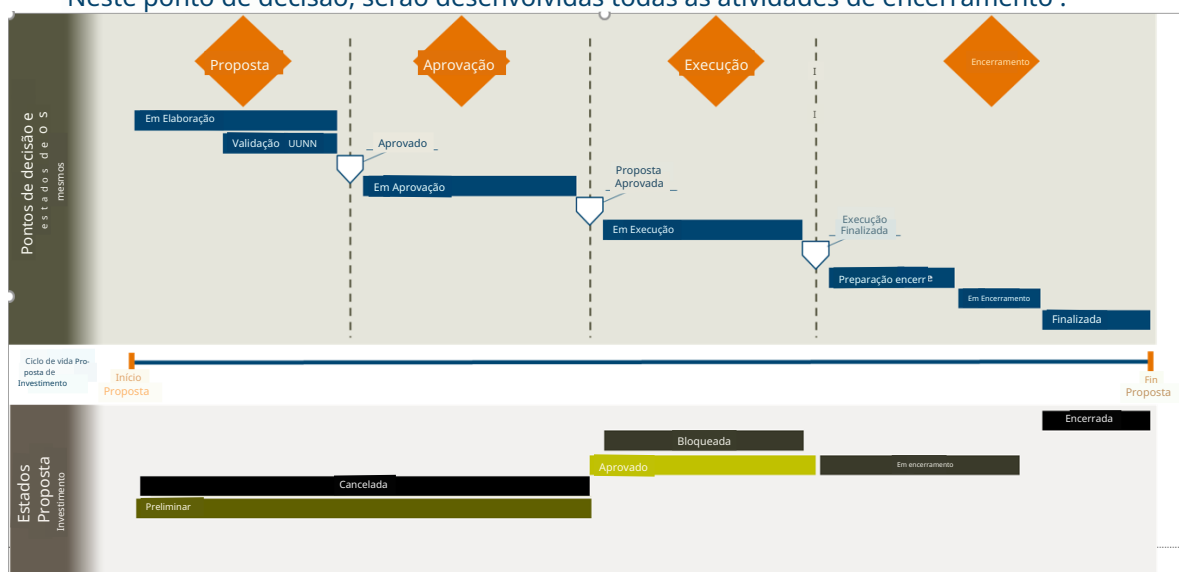 Neste ponto de decisão, serão desenvolvidas todas as atividades de encerramento .
Proposta
Aprovação
Execução
Encerramento
Pontos de decisão e
estados de os
mesmos
Em Elaboração
Validação UUNN
Aprovado
Em Aprovação
Proposta
Aprovada
Em Execução
Execução
Finalizada
Preparação encerr
Em Encerramento
Finalizada
Ciclo de vida Pro-
posta de
Investimento
Início
Proposta
Fin
Proposta
Estados
Proposta
Investimento
Encerrada
Bloqueada
Aprovado
Em encerramento
Cancelada
Preliminar